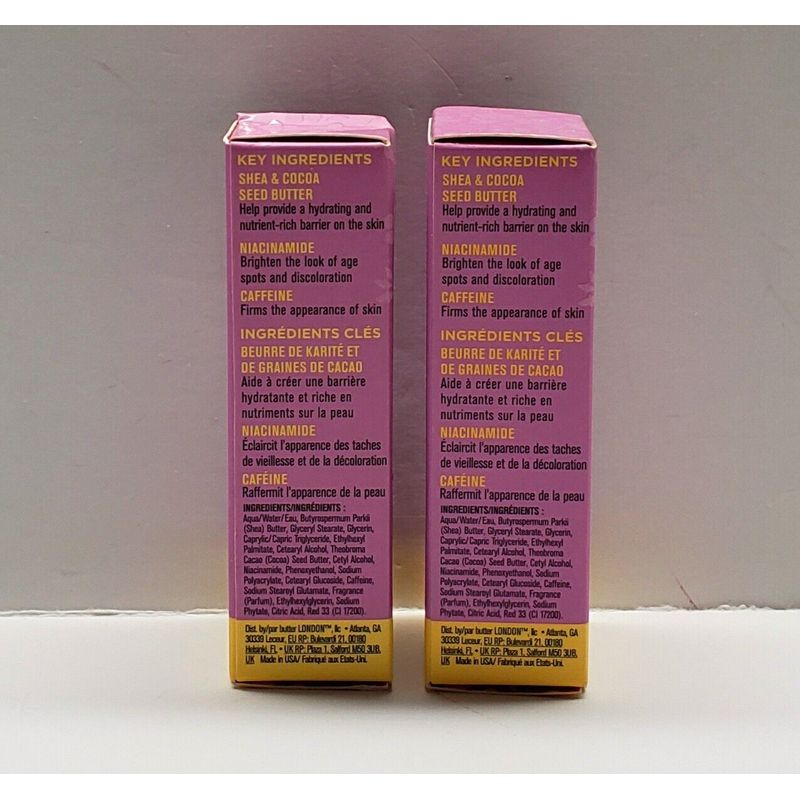 KEY INGREDIENTS
SHEA & COCOA
SEED BUTTER
Help provide a hydrating and
nutrient-rich barrier on the skin
NIACINAMIDE
Brighten the look of age
spots and discoloration
CAFFEINE
Firms the appearance of skin
INGRÉDIENTS CLÉS
BEURRE DE KARITÉ ET
DE GRAINES DE CACAO
Aide à créer une barrière
hydratante et riche en
nutriments sur la peau
NIACINAMIDE
Éclaircit l'apparence des taches
de vieillesse et de la décoloration
CAFÉINE
Raffermit l'apparence de la peau
INGREDIENTS/INGRÉDIENTS :
Aqua/Water/Eau, Butyrospermum Parkii
(Shea) Butter, Glyceryl Stearate, Glycerin,
Caprylic/Capric Triglyceride, Ethylhexyl
Palmitate, Cetearyl Alcohol, Theobroma
Cacao (Cocoa) Seed Butter, Cetyl Alcohol,
Niacinamide, Phenoxyethanol, Sodium
Polyacrylate, Cetearyl Glucoside, Caffeine,
Sodium Stearoyl Glutamate, Fragrance
(Parfum), Ethylhexylglycerin, Sodium
Phytate, Citric Acid, Red 33 (CI 17200).
Dist. by/par butter LONDON™, llc • Atlanta, GA
30339 Leceur, EU RP: Bulevardi 21, 00180
Helsinki, FL • UK RP: Plaza 1, Salford M50 3UB,
UK Made in USA/ Fabriqué aux Etats-Uni.
KEY INGREDIENTS
SHEA & COCOA
SEED BUTTER
Help provide a hydrating and
nutrient-rich barrier on the skin
NIACINAMIDE
Brighten the look of age
spots and discoloration
CAFFEINE
Firms the appearance of skin
INGRÉDIENTS CLÉS
BEURRE DE KARITÉ ET
DE GRAINES DE CACAO
Aide à créer une barrière
hydratante et riche en
nutriments sur la peau
NIACINAMIDE
Éclaircit l'apparence des taches
de vieillesse et de la décoloration
CAFÉINE
Raffermit l'apparence de la peau
INGREDIENTS/INGRÉDIENTS :
Aqua/Water/Eau, Butyrospermum Parkii
(Shea) Butter, Glyceryl Stearate, Glycerin,
Caprylic/Capric Triglyceride, Ethylhexyl
Palmitate, Cetearyl Alcohol, Theobroma
Cacao (Cocoa) Seed Butter, Cetyl Alcohol,
Niacinamide, Phenoxyethanol, Sodium
Polyacrylate, Cetearyl Glucoside, Caffeine,
Sodium Stearoyl Glutamate, Fragrance
(Parfum), Ethylhexylglycerin, Sodium
Phytate, Citric Acid, Red 33 (CI 17200).
Dist. by/par butter LONDON™, llc • Atlanta, GA
30339 Leceur, EU RP: Bulevardi 21, 00180
Helsinki, FL • UK RP: Plaza 1, Salford M50 3UB,
UK Made in USA/ Fabriqué aux Etats-Uni.